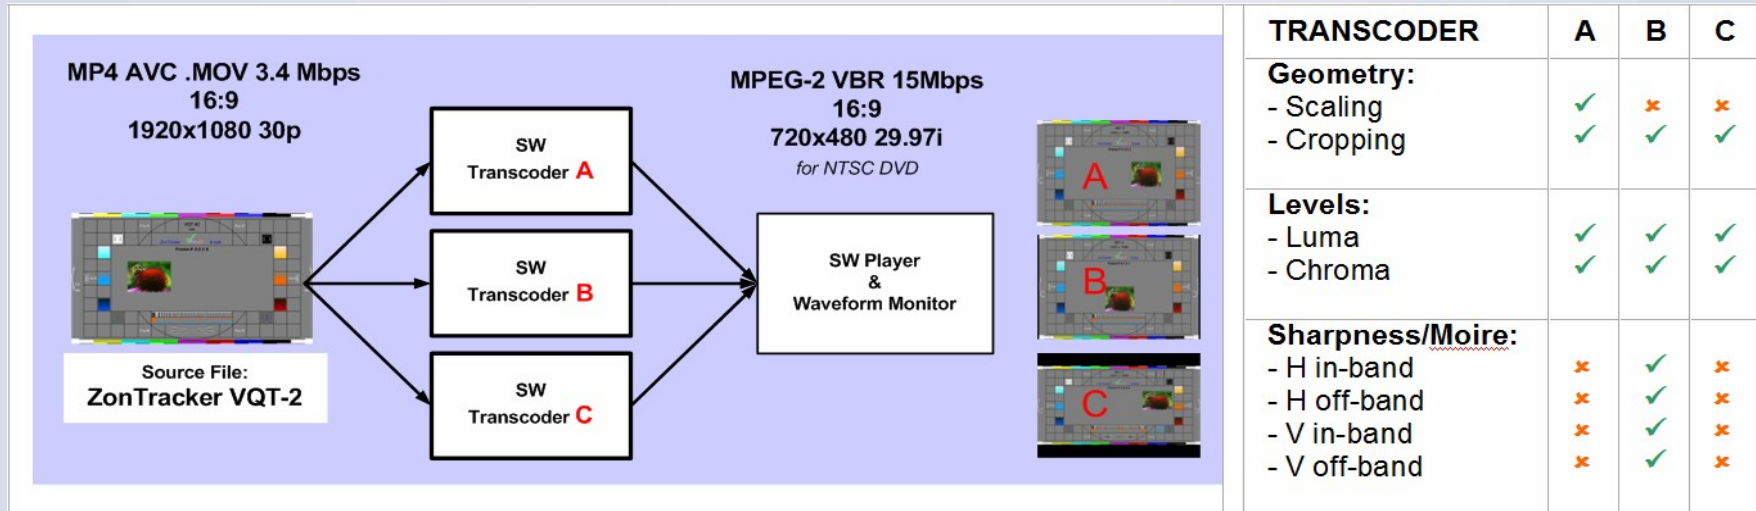 MP4 AVC .MOV 3.4 Mbps
16:9
1920x1080 30p
Source File:
ZonTracker VQT-2
SW
Transcoder A
SW
Transcoder B
SW
Transcoder C
MPEG-2 VBR 15Mbps
16:9
720x480 29.97i
for NTSC DVD
SW Player
&
Waveform Monitor
A
B
C
TRANSCODER A B C
Geometry:
- Scaling ✓ × ×
- Cropping ✓ ✓ ✓
Levels:
- Luma ✓ ✓ ✓
- Chroma ✓ ✓ ✓
Sharpness/Moire:
- H in-band × ✓ ×
- H off-band × ✓ ×
- V in-band × ✓ ×
- V off-band × ✓ ×